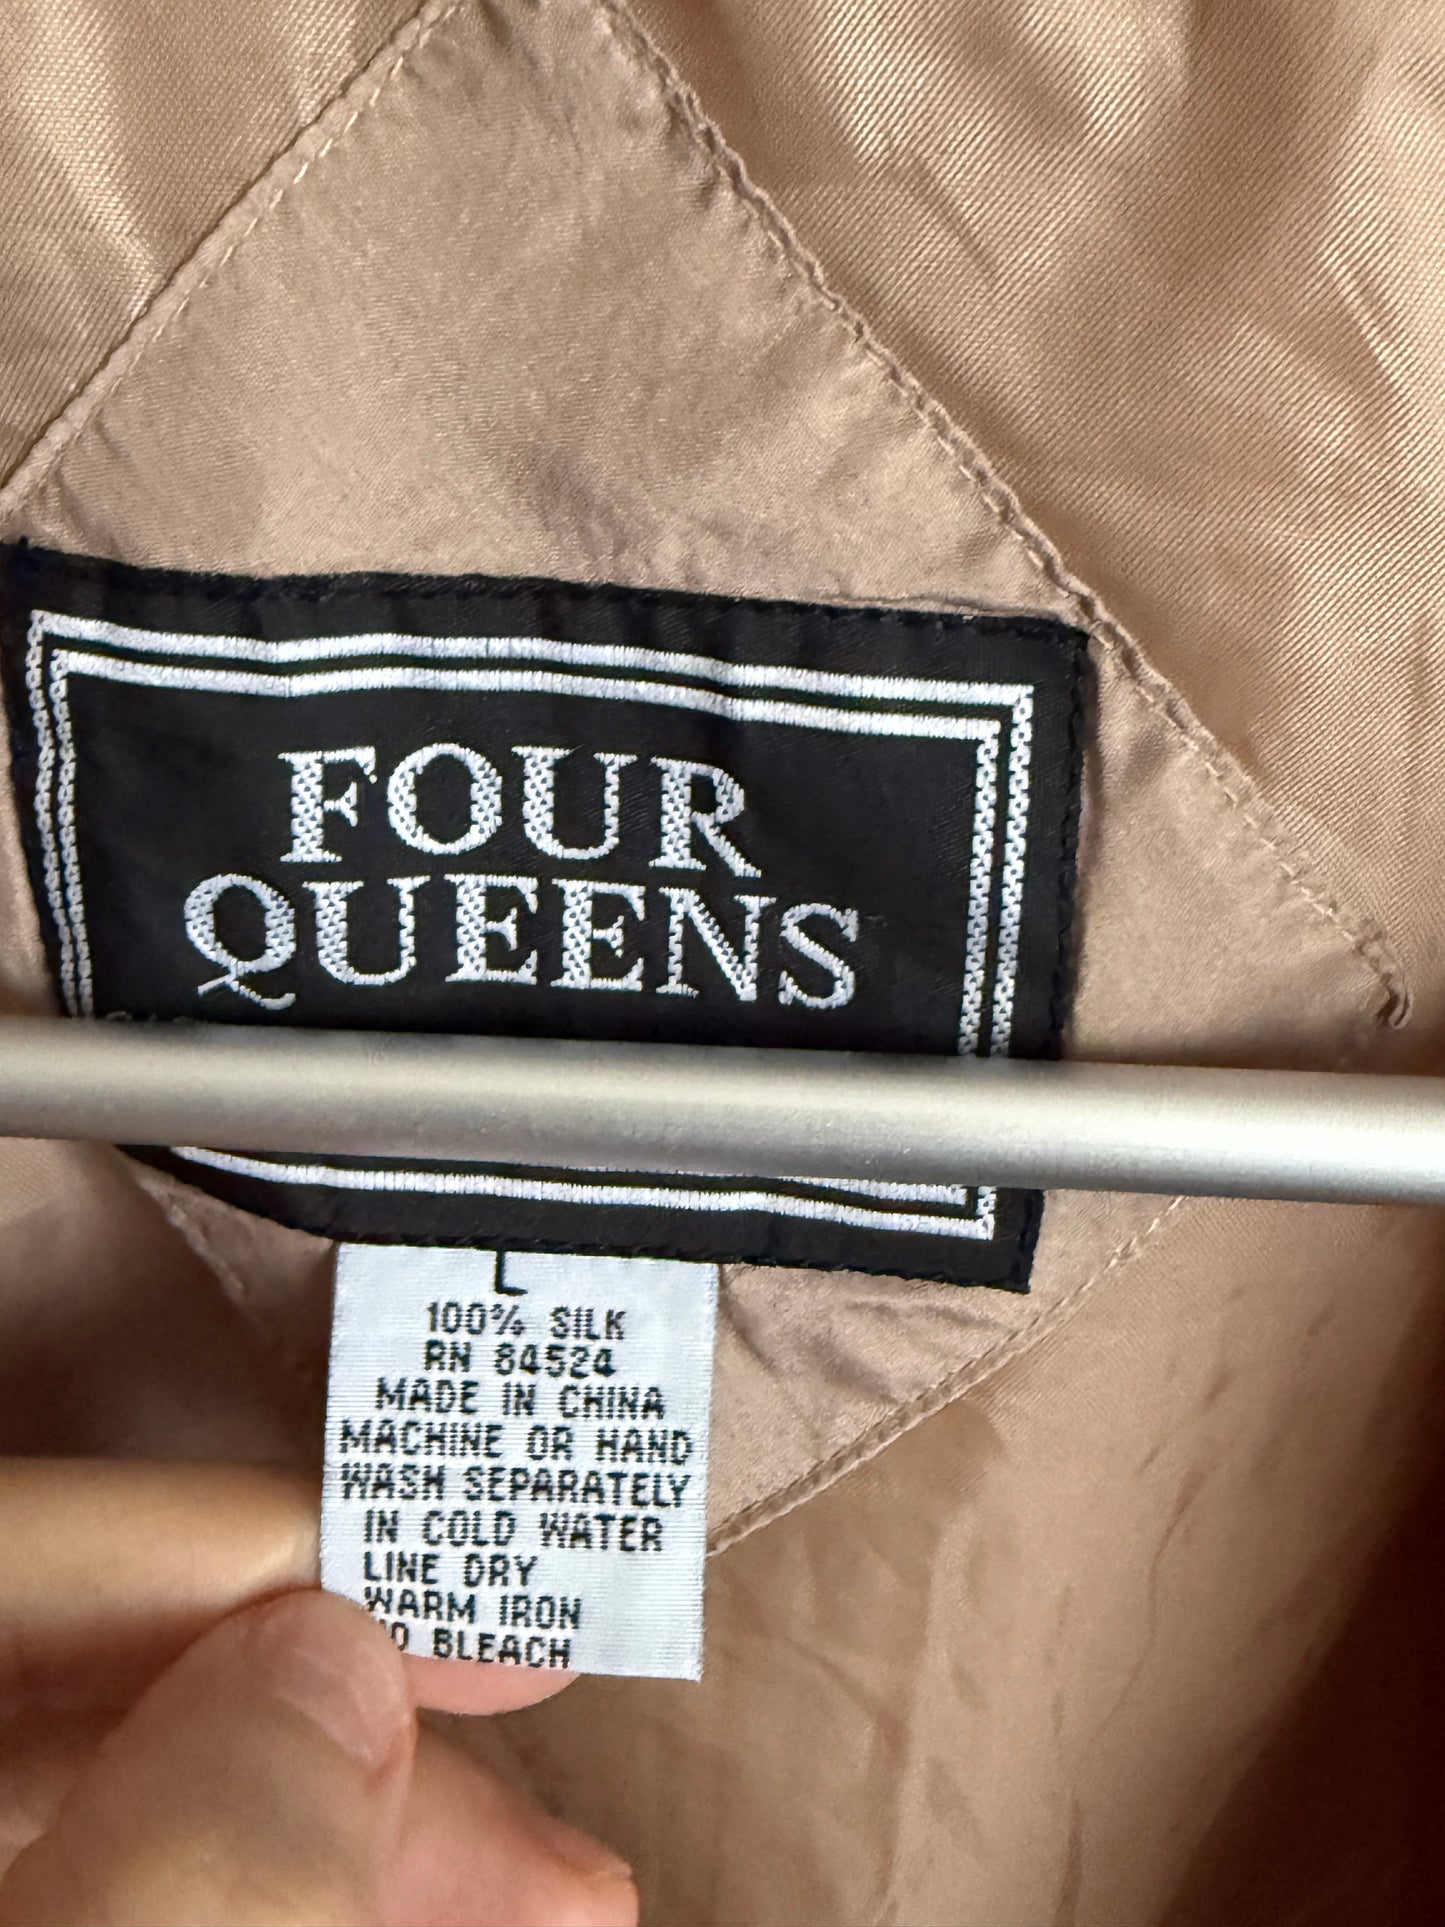 FOUR
QUEENS
L
100% SILK
RN 84524
MADE IN CHINA
MACHINE OR HAND
WASH SEPARATELY
IN COLD WATER
LINE DRY
WARM IRON
NO BLEACH